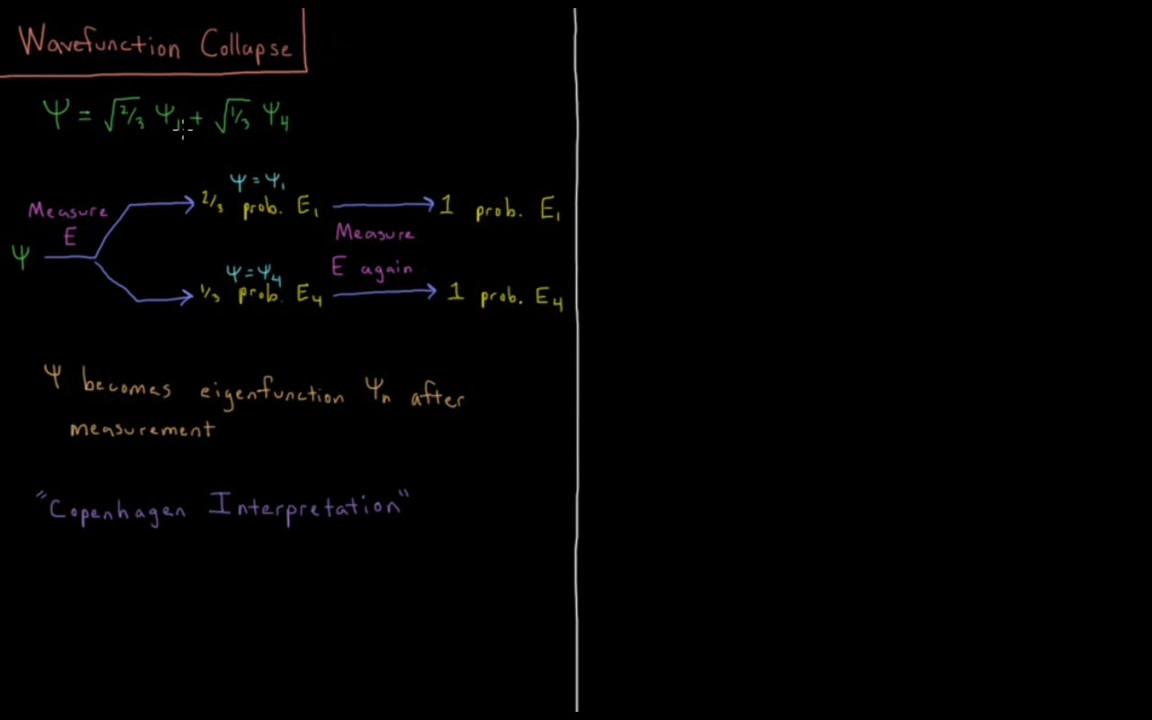 Wavefunction Collapse
Ψ = √2/3 Ψ₁ + √1/3 Ψ₄
Ψ = Ψ₁
Measure 2/3 prob. E₁ 1 prob. E₁
E Measure
Ψ Ψ=Ψ₄ E again
1/3 prob. E₄ 1 prob. E₄
Ψ becomes eigenfunction Ψn after
measurement
"Copenhagen Interpretation"